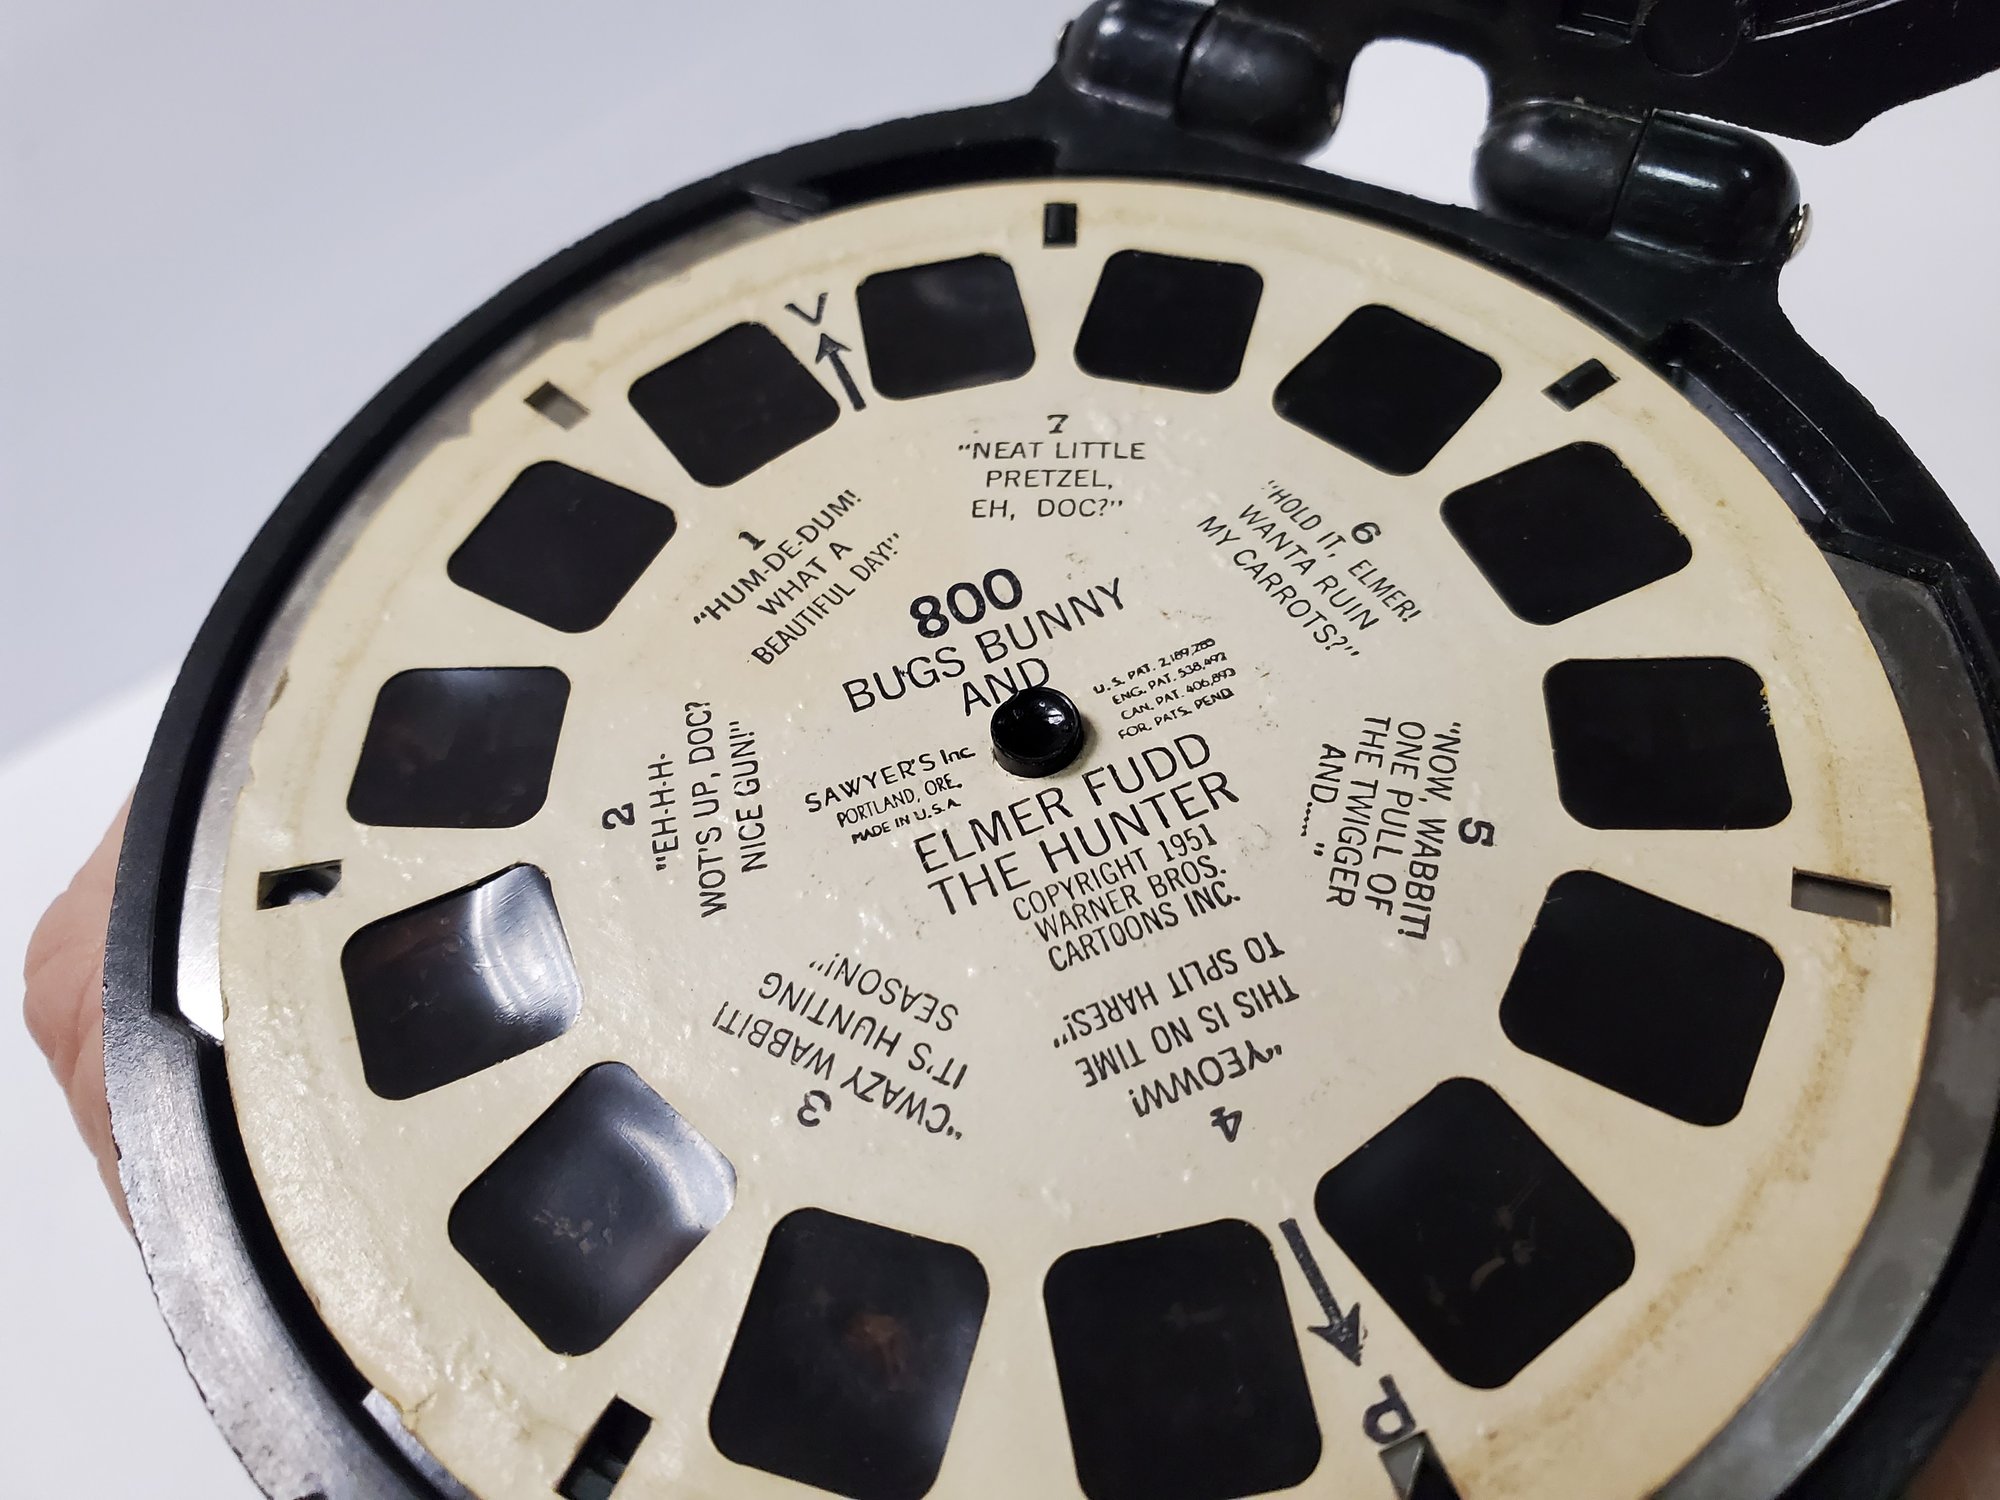 V
7
"NEAT LITTLE
PRETZEL,
EH, DOC?"
1
"HUM-DE-DUM!
WHAT A
BEAUTIFUL DAY!"
6
"HOLD IT, ELMER!
WANTA RUIN
MY CARROTS?"
800
BUGS BUNNY
AND
U.S. PAT. 2,189,285
ENG. PAT. 538,492
CAN. PAT. 406,893
FOR. PATS. PEND.
SAWYER'S Inc.
PORTLAND, ORE.
MADE IN U.S.A.
ELMER FUDD
THE HUNTER
COPYRIGHT 1951
WARNER BROS.
CARTOONS INC.
2
"EH-H-H-H-
WOT'S UP, DOC?
NICE GUN!"
5
"NOW, WABBIT!
ONE PULL OF
THE TWIGGER
AND......"
3
"CWAZY WABBIT!
IT'S HUNTING
SEASON!"
4
"YEOWW!
THIS IS NO TIME
TO SPLIT HARES!"
P